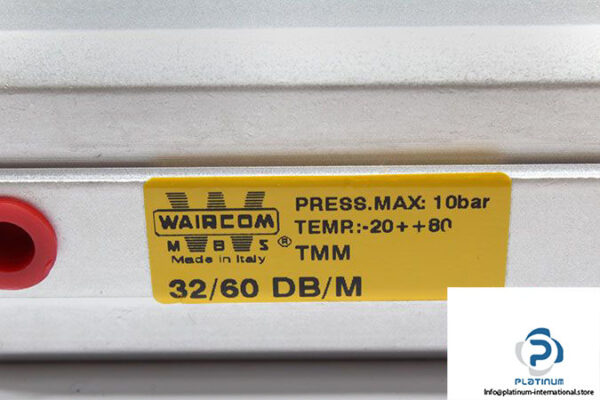 WAIRCOM
M B S ®
Made in Italy
PRESS.MAX: 10bar
TEMP.:-20++80
TMM
32/60 DB/M
PLATINUM
Info@platinum-international.store